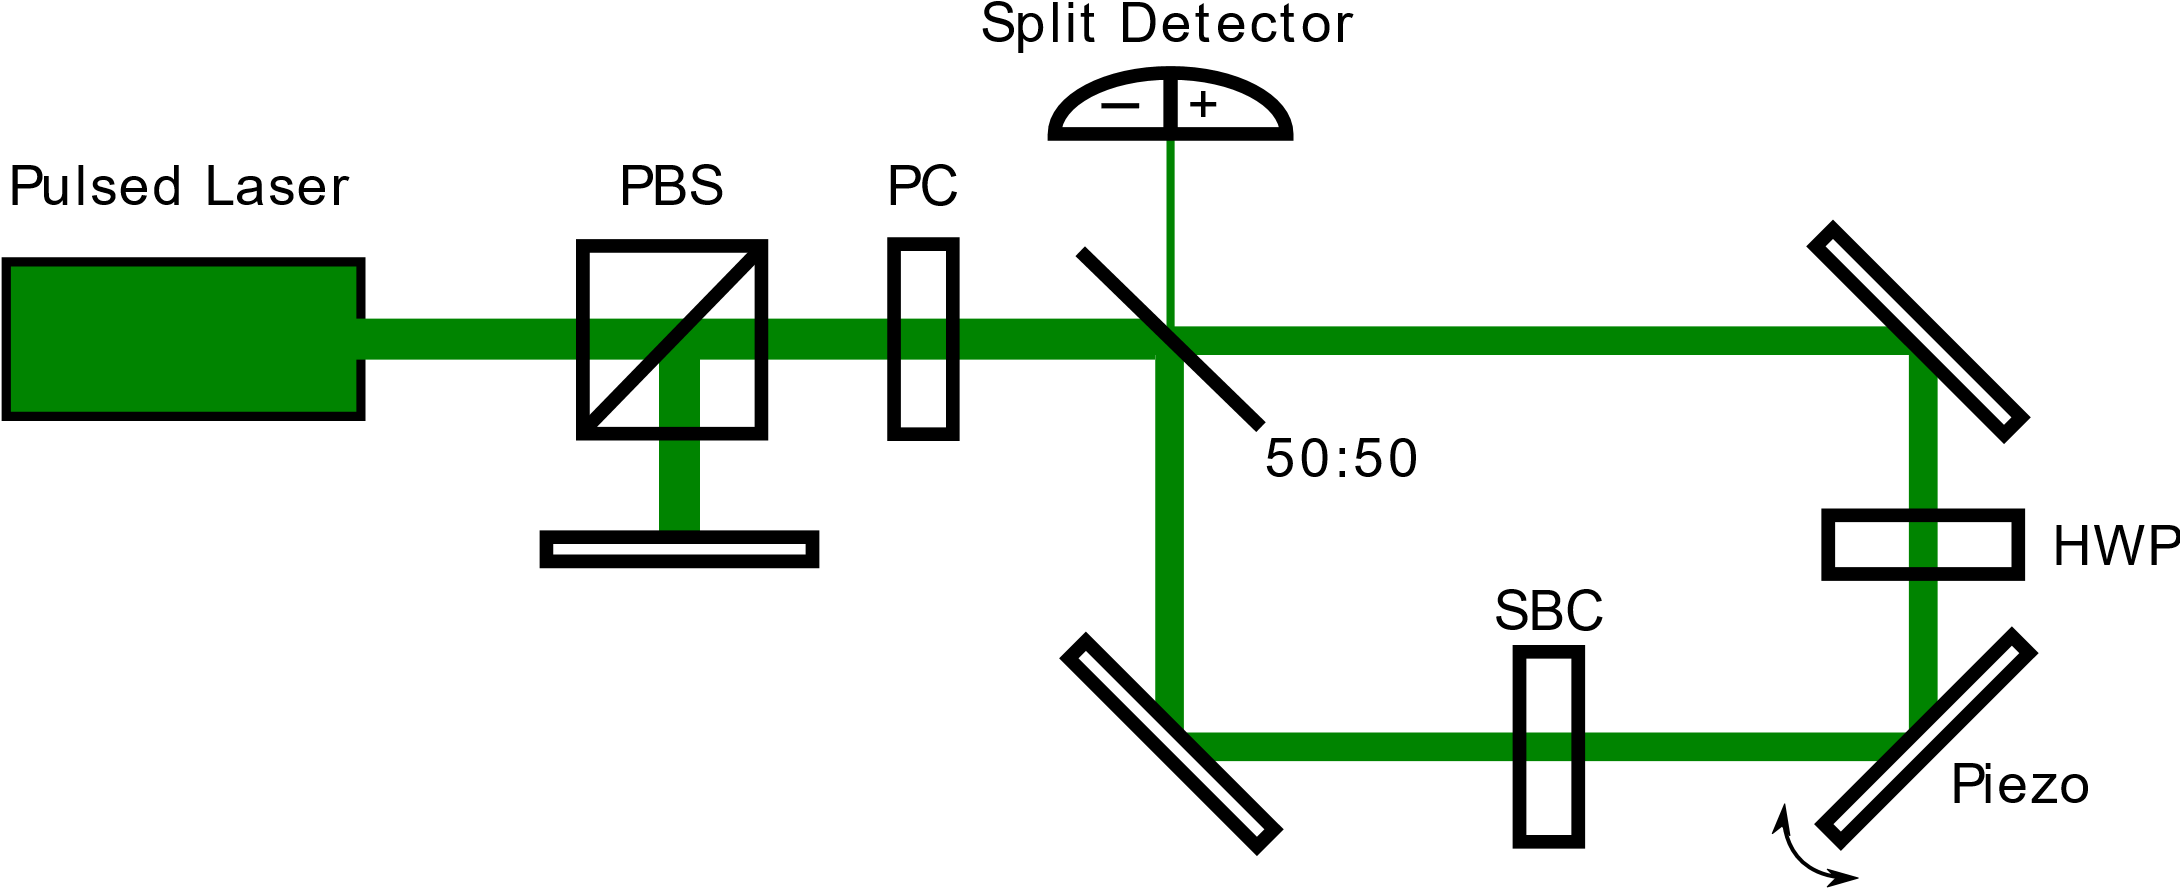 Split Detector
− +
Pulsed Laser
PBS
PC
50:50
HWP
SBC
Piezo